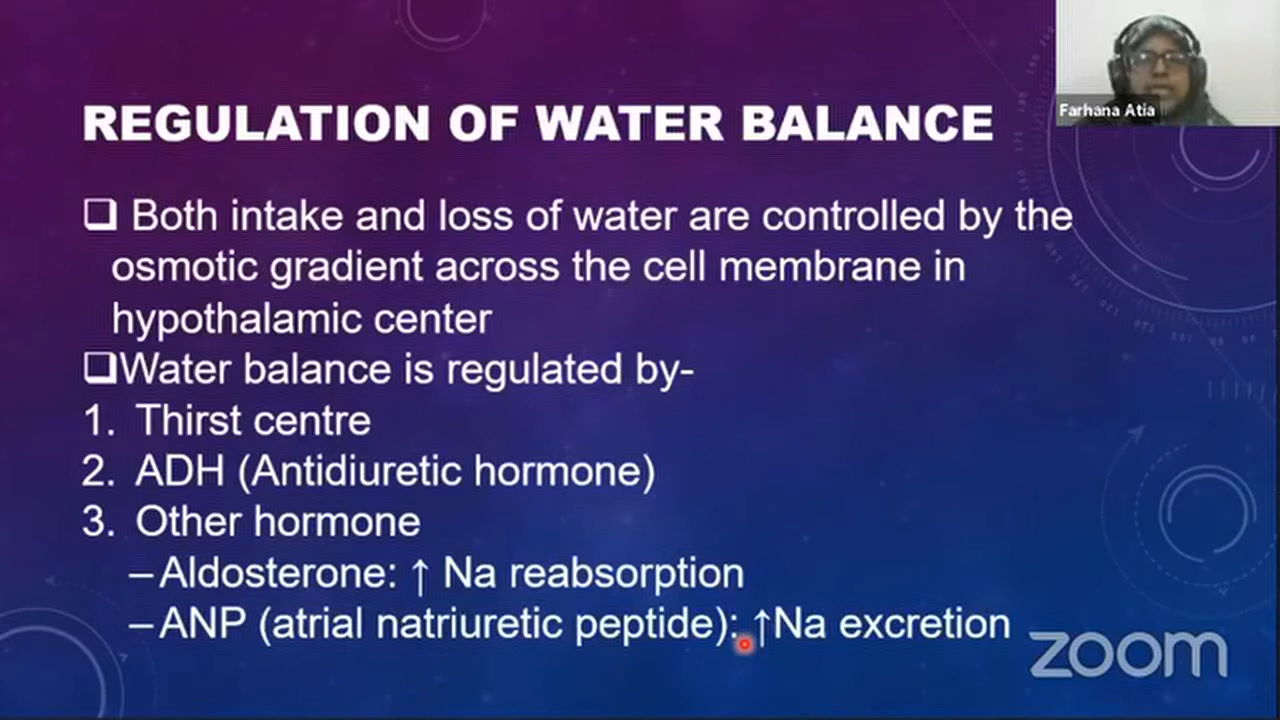 REGULATION OF WATER BALANCE
Farhana Atia
❑ Both intake and loss of water are controlled by the
osmotic gradient across the cell membrane in
hypothalamic center
❑Water balance is regulated by-
1. Thirst centre
2. ADH (Antidiuretic hormone)
3. Other hormone
–Aldosterone: ↑ Na reabsorption
–ANP (atrial natriuretic peptide): ↑Na excretion
zoom